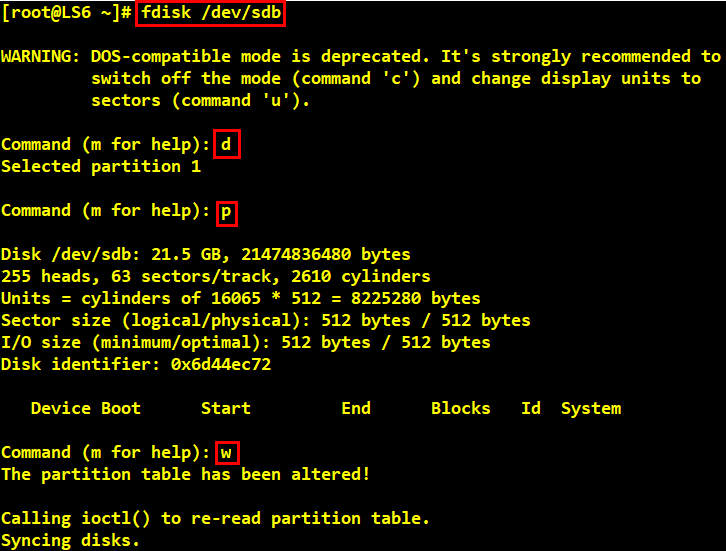 [root@LS6 ~]# fdisk /dev/sdb
WARNING: DOS-compatible mode is deprecated. It's strongly recommended to
switch off the mode (command 'c') and change display units to
sectors (command 'u').
Command (m for help): d
Selected partition 1
Command (m for help): p
Disk /dev/sdb: 21.5 GB, 21474836480 bytes
255 heads, 63 sectors/track, 2610 cylinders
Units = cylinders of 16065 * 512 = 8225280 bytes
Sector size (logical/physical): 512 bytes / 512 bytes
I/O size (minimum/optimal): 512 bytes / 512 bytes
Disk identifier: 0x6d44ec72
Device Boot Start End Blocks Id System
Command (m for help): w
The partition table has been altered!
Calling ioctl() to re-read partition table.
Syncing disks.